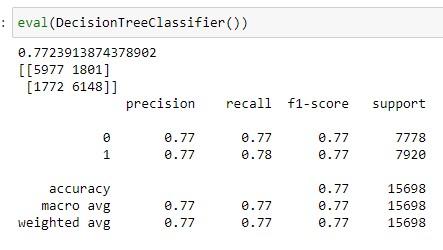 : eval(DecisionTreeClassifier())
0.7723913874378902
[[5977 1801]
[1772 6148]]
precision recall f1-score support
0 0.77 0.77 0.77 7778
1 0.77 0.78 0.77 7920
accuracy 0.77 15698
macro avg 0.77 0.77 0.77 15698
weighted avg 0.77 0.77 0.77 15698